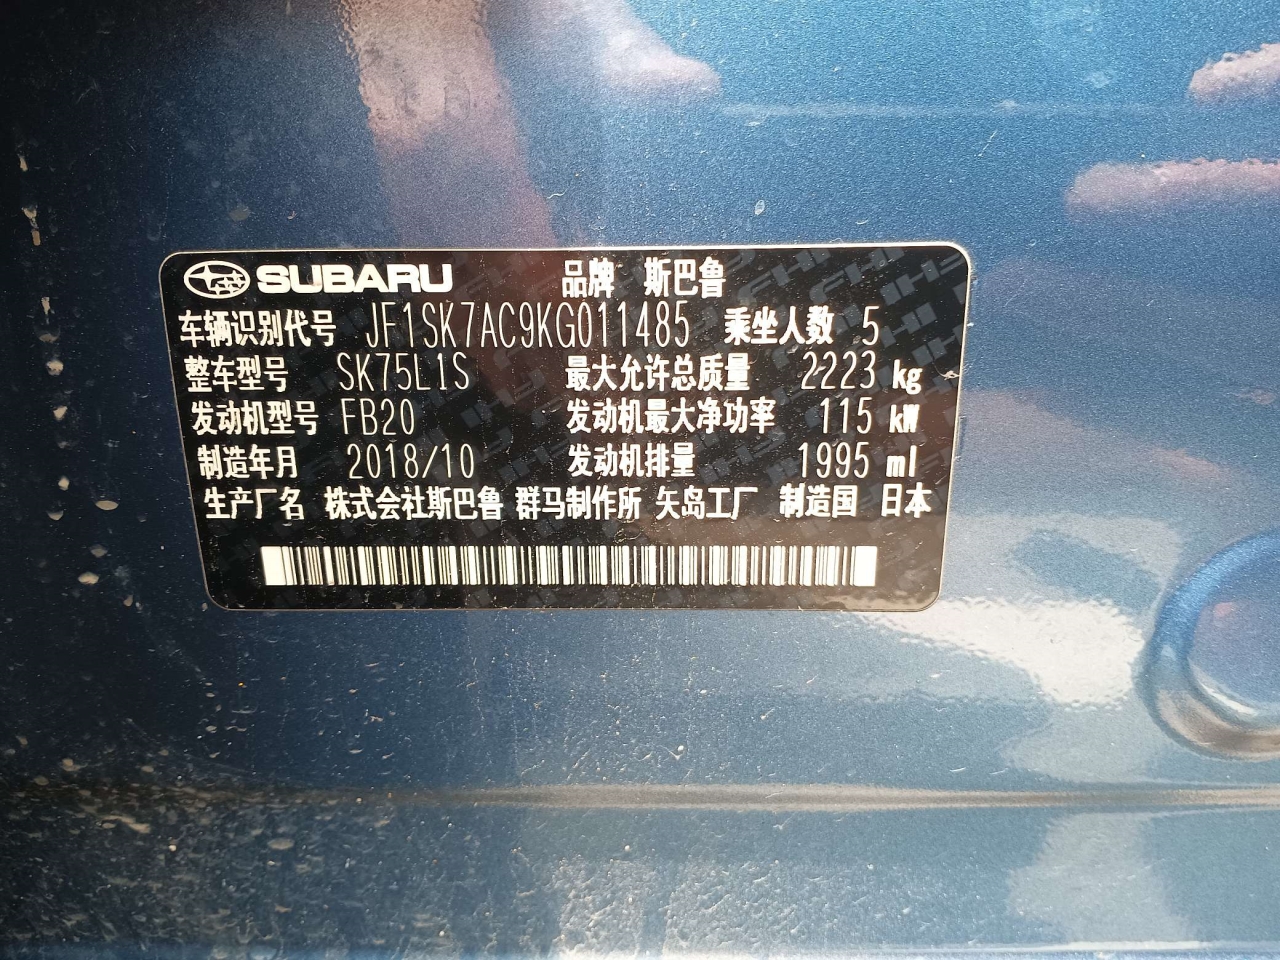 SUBARU 品牌 斯巴鲁
车辆识别代号 JF1SK7AC9KG011485 乘坐人数 5
整车型号 SK75L1S 最大允许总质量 2223 kg
发动机型号 FB20 发动机最大净功率 115 kW
制造年月 2018/10 发动机排量 1995 ml
生产厂名 株式会社斯巴鲁 群马制作所 矢岛工厂 制造国 日本